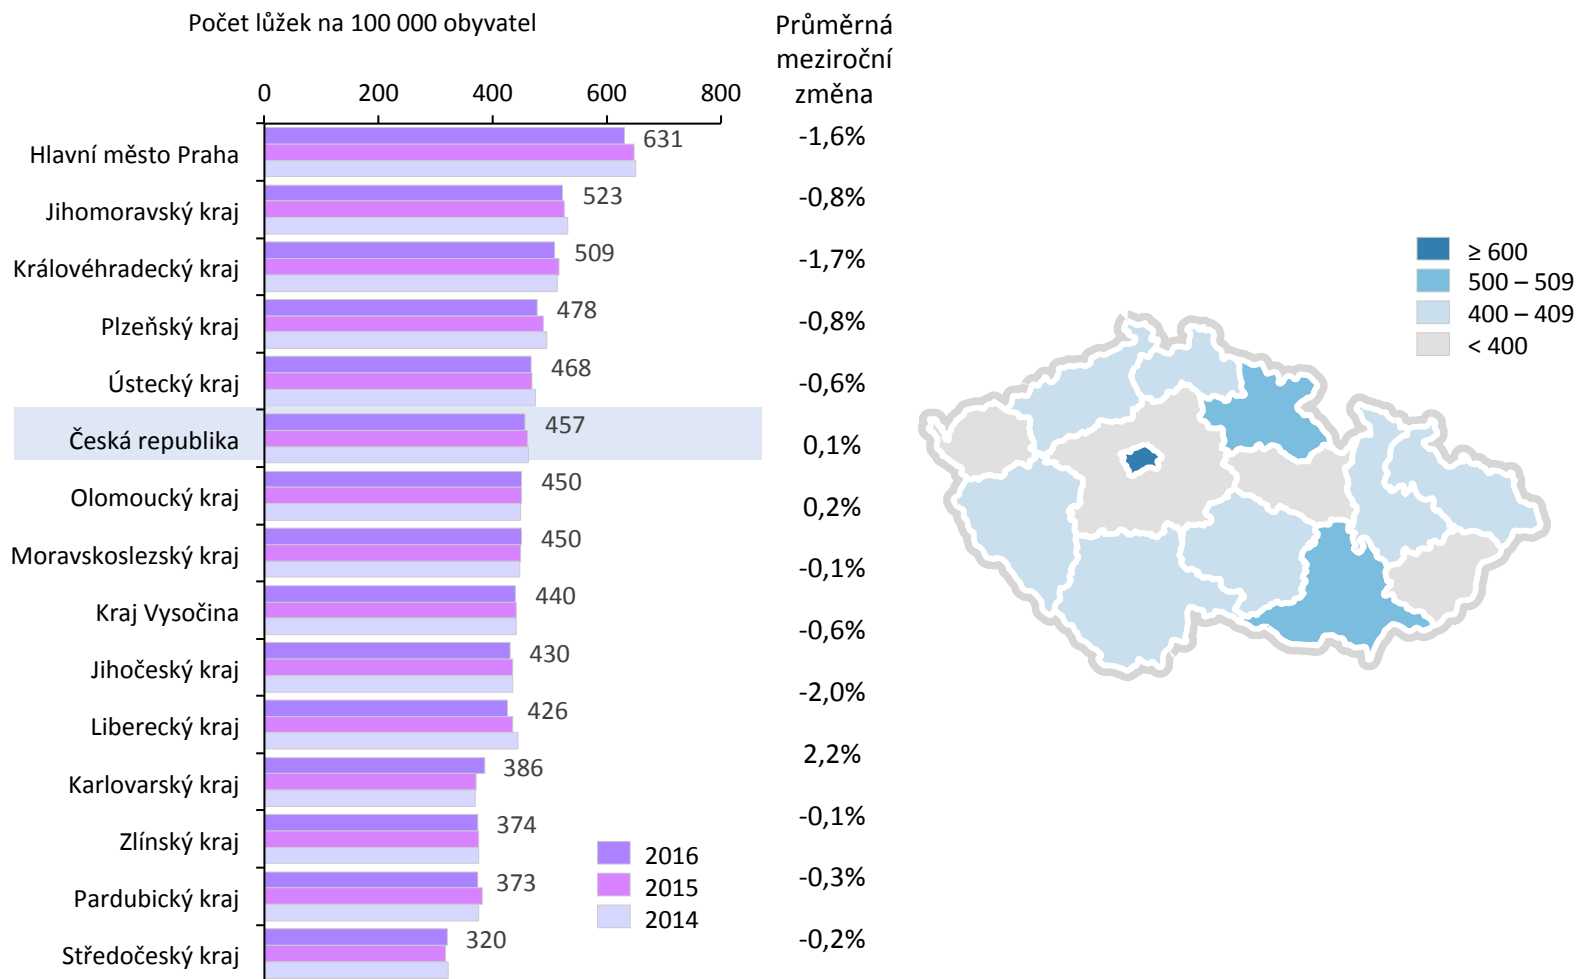 Počet lůžek na 100 000 obyvatel
Průměrná
meziroční
změna
0 200 400 600 800
Hlavní město Praha 631 -1,6%
Jihomoravský kraj 523 -0,8%
Královéhradecký kraj 509 -1,7%
Plzeňský kraj 478 -0,8%
Ústecký kraj 468 -0,6%
Česká republika 457 0,1%
Olomoucký kraj 450 0,2%
Moravskoslezský kraj 450 -0,1%
Kraj Vysočina 440 -0,6%
Jihočeský kraj 430 -2,0%
Liberecký kraj 426 2,2%
Karlovarský kraj 386 -0,1%
Zlínský kraj 374 -0,3%
Pardubický kraj 373 -0,2%
Středočeský kraj 320
2016
2015
2014
≥ 600
500 – 509
400 – 409
< 400